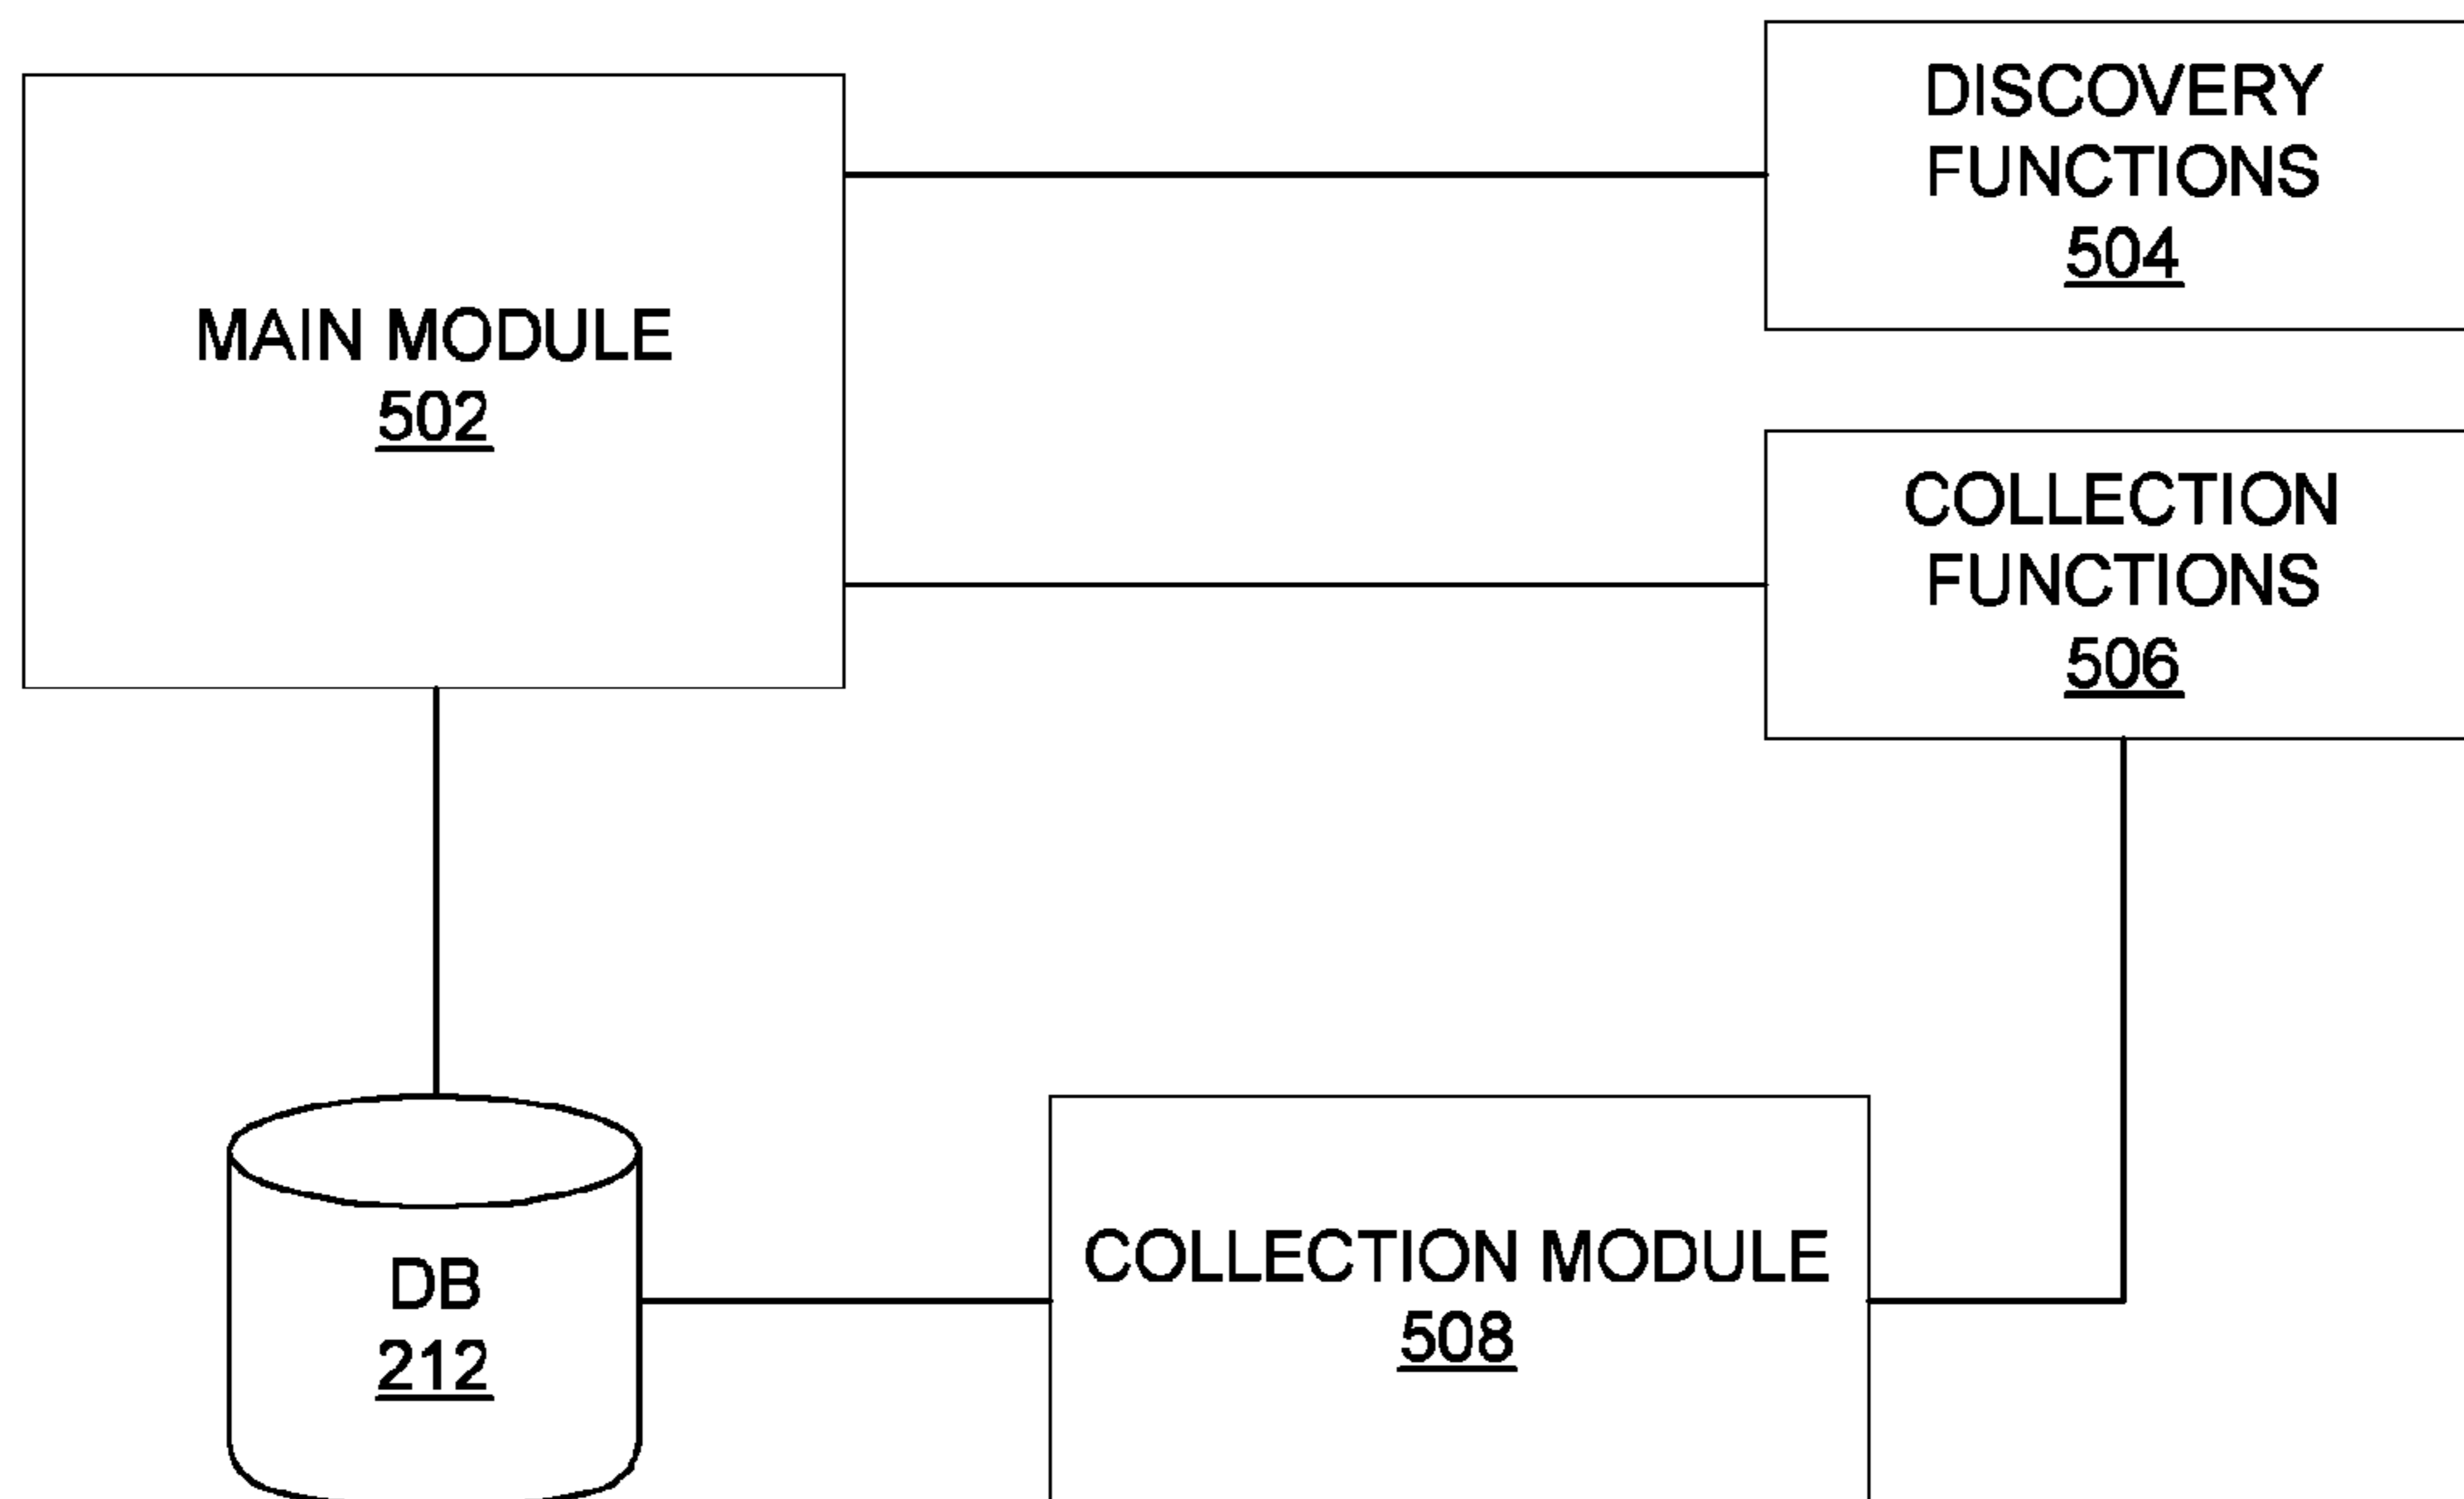 MAIN MODULE
502
DISCOVERY
FUNCTIONS
504
COLLECTION
FUNCTIONS
506
DB
212
COLLECTION MODULE
508